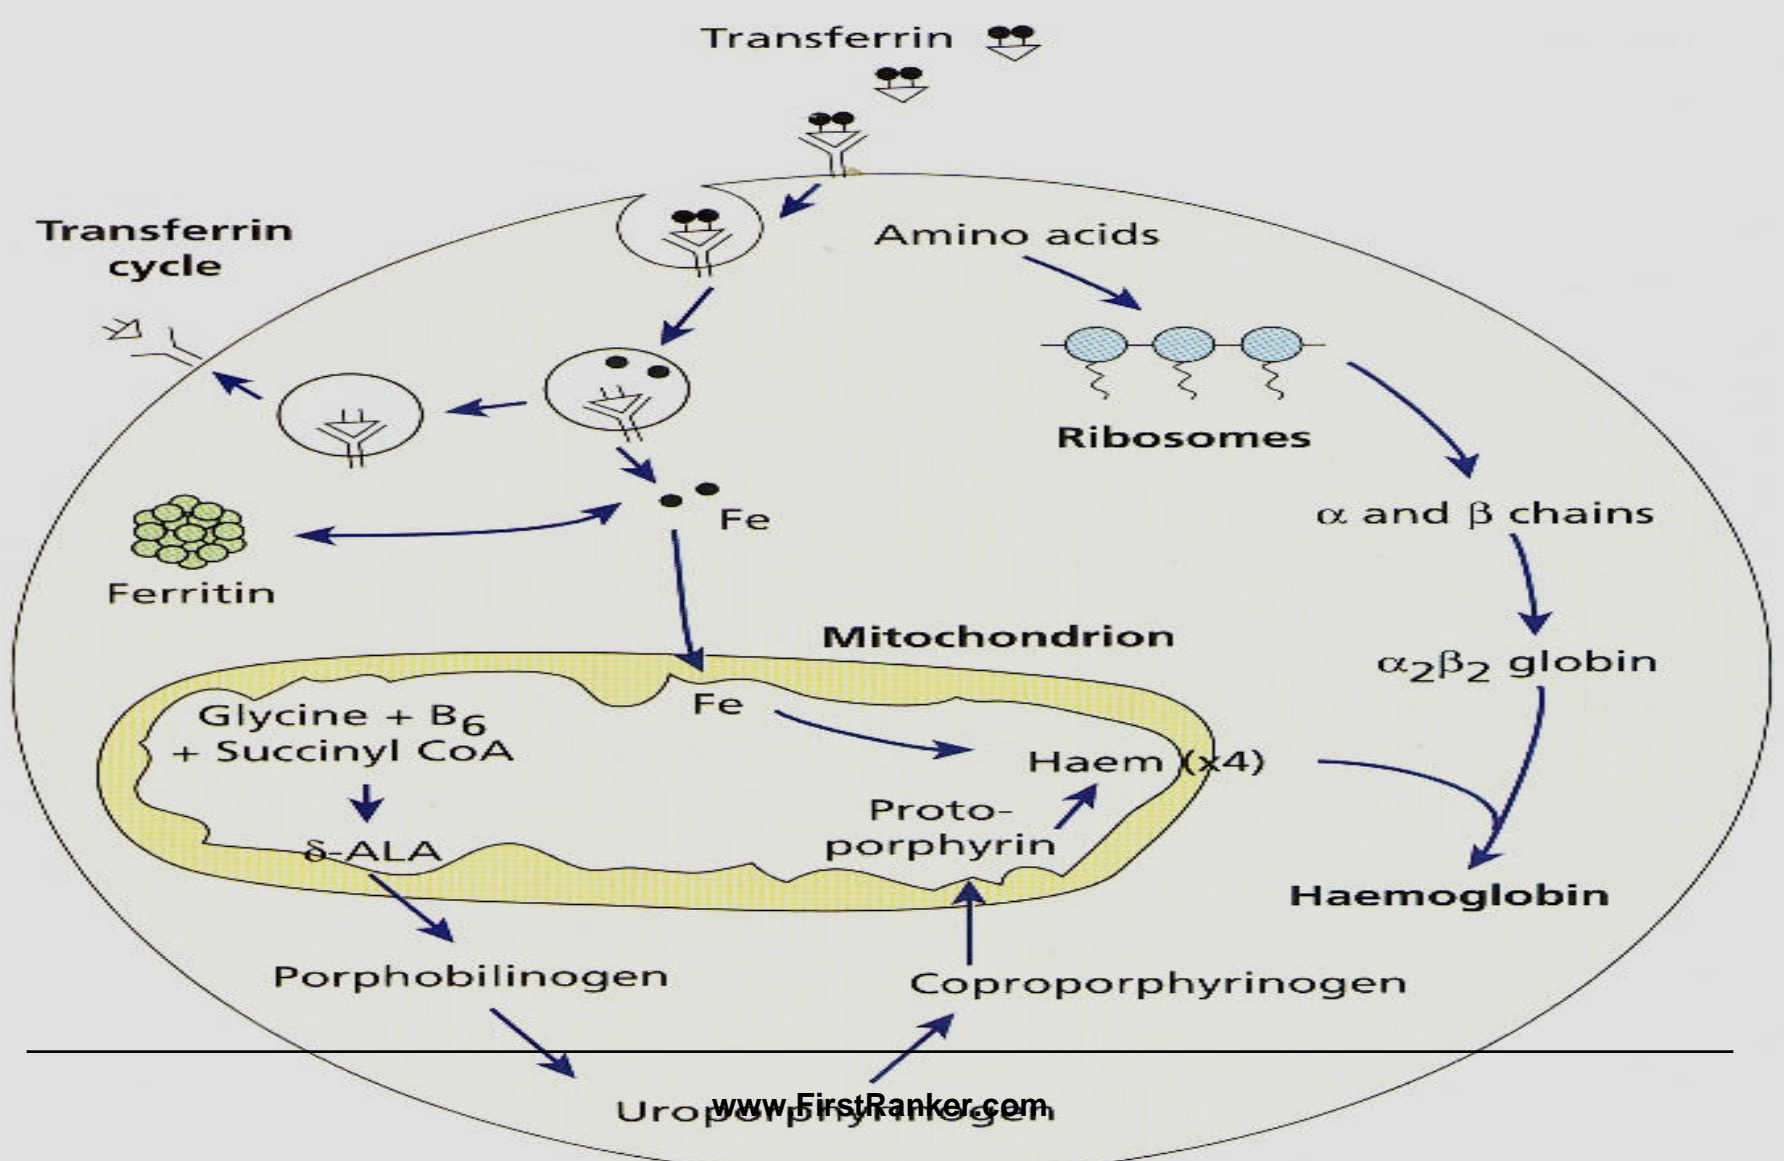 Transferrin
Transferrin
cycle
Amino acids
Ribosomes
α and β chains
Fe
Ferritin
Mitochondrion
α₂β₂ globin
Glycine + B₆
+ Succinyl CoA
Fe
Haem (x4)
Proto-
porphyrin
δ-ALA
Haemoglobin
Porphobilinogen
Coproporphyrinogen
Uroporphyrinogen
www.FirstRanker.com